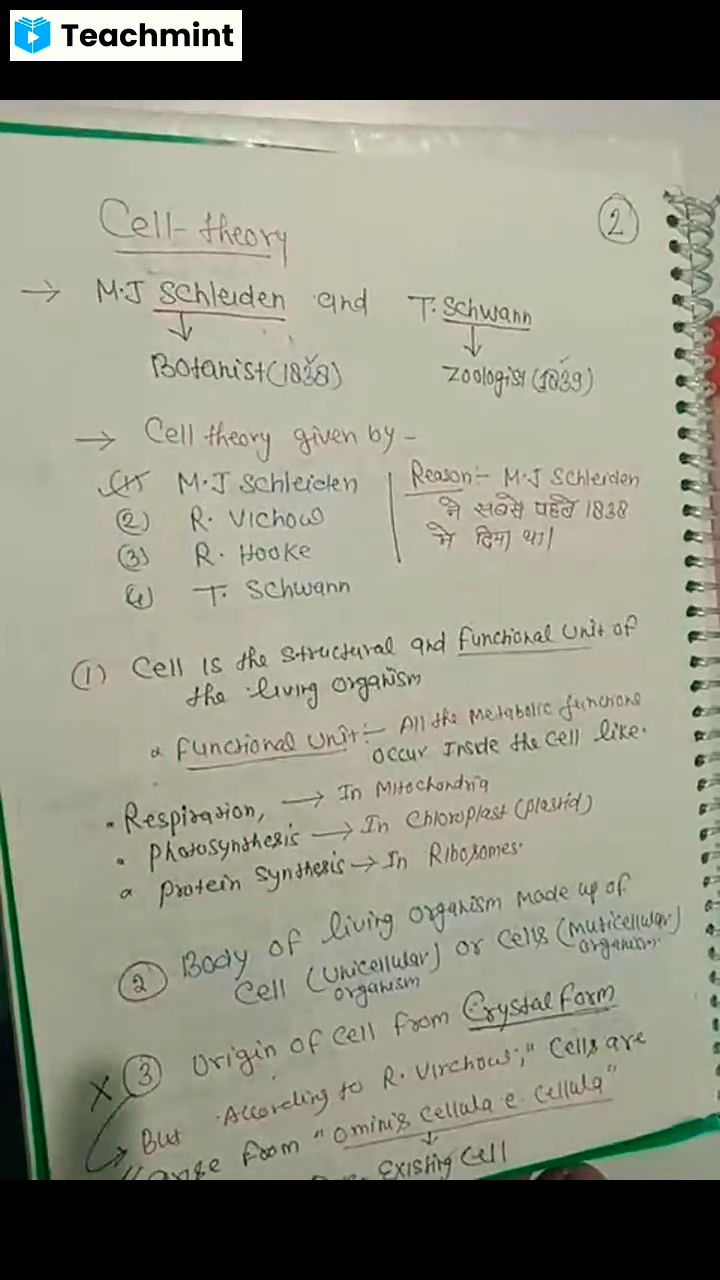 Teachmint
2
Cell-theory
→ M.J Schleiden and T. Schwann
Botanist (1838) Zoologist (1839)
→ Cell theory given by -
(1) M.J Schleiden
(2) R. Vichow
(3) R. Hooke
(4) T. Schwann
Reason:- M.J Schleiden
ने सबसे पहले 1838
मे दिया था।
(1) Cell is the structural and functional unit of
the living organism
functional unit:- All the metabolic functions
occur inside the cell like.
Respiration, → In Mitochondria
Photosynthesis → In Chloroplast (plastid)
Protein synthesis → In Ribosomes.
(2) Body of living organism made up of
Cell (Unicellular organism) or Cells (Muticellular organism)
X (3) Origin of cell from Crystal form
But According to R. Virchow; "Cells are
from "Ominis cellula e cellula"
Existing Cell